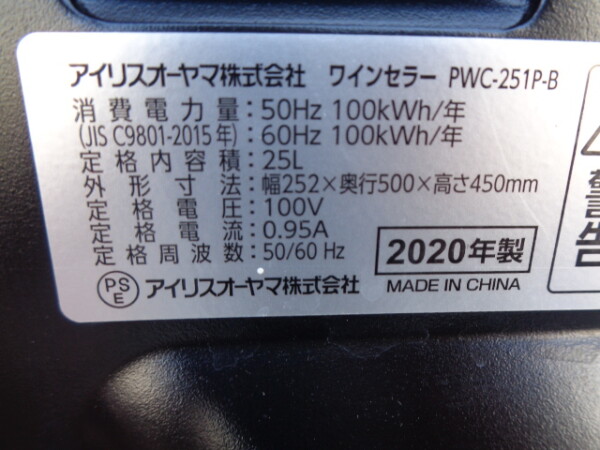 アイリスオーヤマ株式会社 ワインセラー PWC-251P-B
消費電力量:50Hz 100kWh/年
(JIS C9801-2015年):60Hz 100kWh/年
定格内容積:25L
外形寸法:幅252×奥行500×高さ450mm
定格電圧:100V
定格電流:0.95A
定格周波数:50/60 Hz
2020年製
PSE アイリスオーヤマ株式会社
MADE IN CHINA
警告